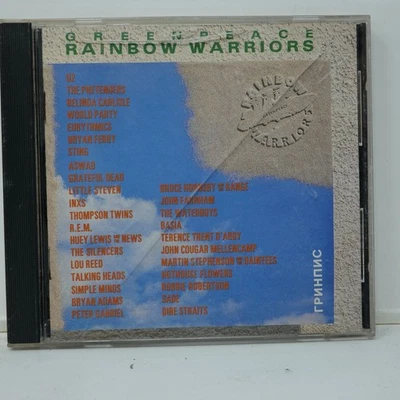 GREENPEACE
RAINBOW WARRIORS
RAINBOW
WARRIORS
U2
THE PRETENDERS
BELINDA CARLISLE
WORLD PARTY
EURYTHMICS
BRYAN FERRY
STING
ASWAD
GRATEFUL DEAD
LITTLE STEVEN
INXS
THOMPSON TWINS
R.E.M.
HUEY LEWIS AND THE NEWS
THE SILENCERS
LOU REED
TALKING HEADS
SIMPLE MINDS
BRYAN ADAMS
PETER GABRIEL
BRUCE HORNSBY AND THE RANGE
JOHN FARNHAM
THE WATERBOYS
BASIA
TERENCE TRENT D'ARBY
JOHN COUGAR MELLENCAMP
MARTIN STEPHENSON AND THE DAINTEES
HOTHOUSE FLOWERS
ROBBIE ROBERTSON
SADE
DIRE STRAITS
ГРИНПИС